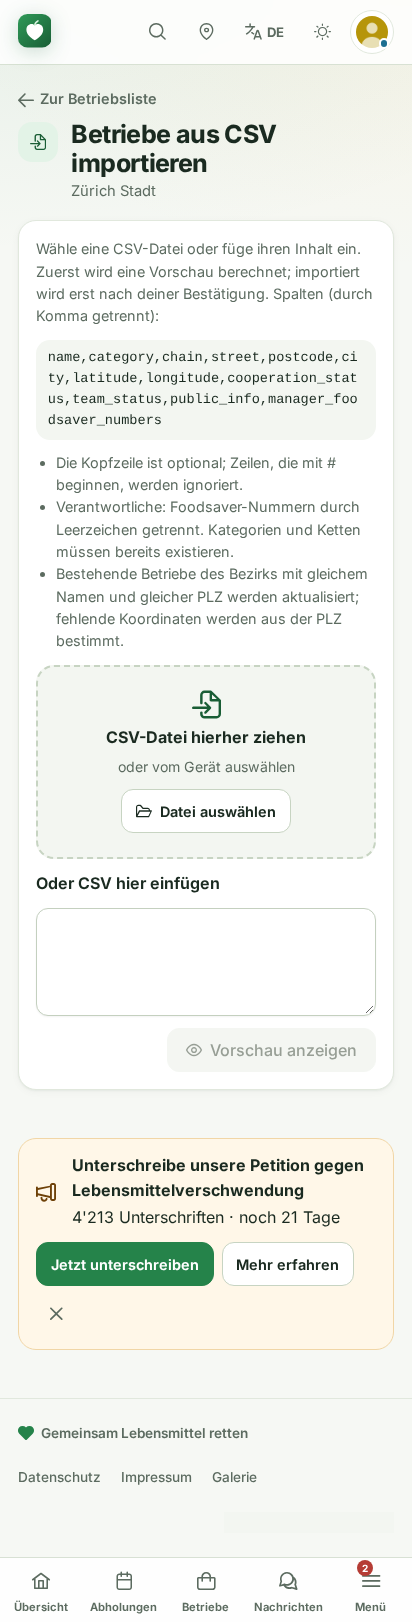 DE
Zur Betriebsliste
Betriebe aus CSV
importieren
Zürich Stadt
Wähle eine CSV-Datei oder füge ihren Inhalt ein.
Zuerst wird eine Vorschau berechnet; importiert
wird erst nach deiner Bestätigung. Spalten (durch
Komma getrennt):
name,category,chain,street,postcode,ci
ty,latitude,longitude,cooperation_stat
us,team_status,public_info,manager_foo
dsaver_numbers
Die Kopfzeile ist optional; Zeilen, die mit #
beginnen, werden ignoriert.
Verantwortliche: Foodsaver-Nummern durch
Leerzeichen getrennt. Kategorien und Ketten
müssen bereits existieren.
Bestehende Betriebe des Bezirks mit gleichem
Namen und gleicher PLZ werden aktualisiert;
fehlende Koordinaten werden aus der PLZ
bestimmt.
CSV-Datei hierher ziehen
oder vom Gerät auswählen
Datei auswählen
Oder CSV hier einfügen
Vorschau anzeigen
Unterschreibe unsere Petition gegen
Lebensmittelverschwendung
4'213 Unterschriften · noch 21 Tage
Jetzt unterschreiben
Mehr erfahren
Gemeinsam Lebensmittel retten
Datenschutz Impressum Galerie
2
Übersicht Abholungen Betriebe Nachrichten Menü